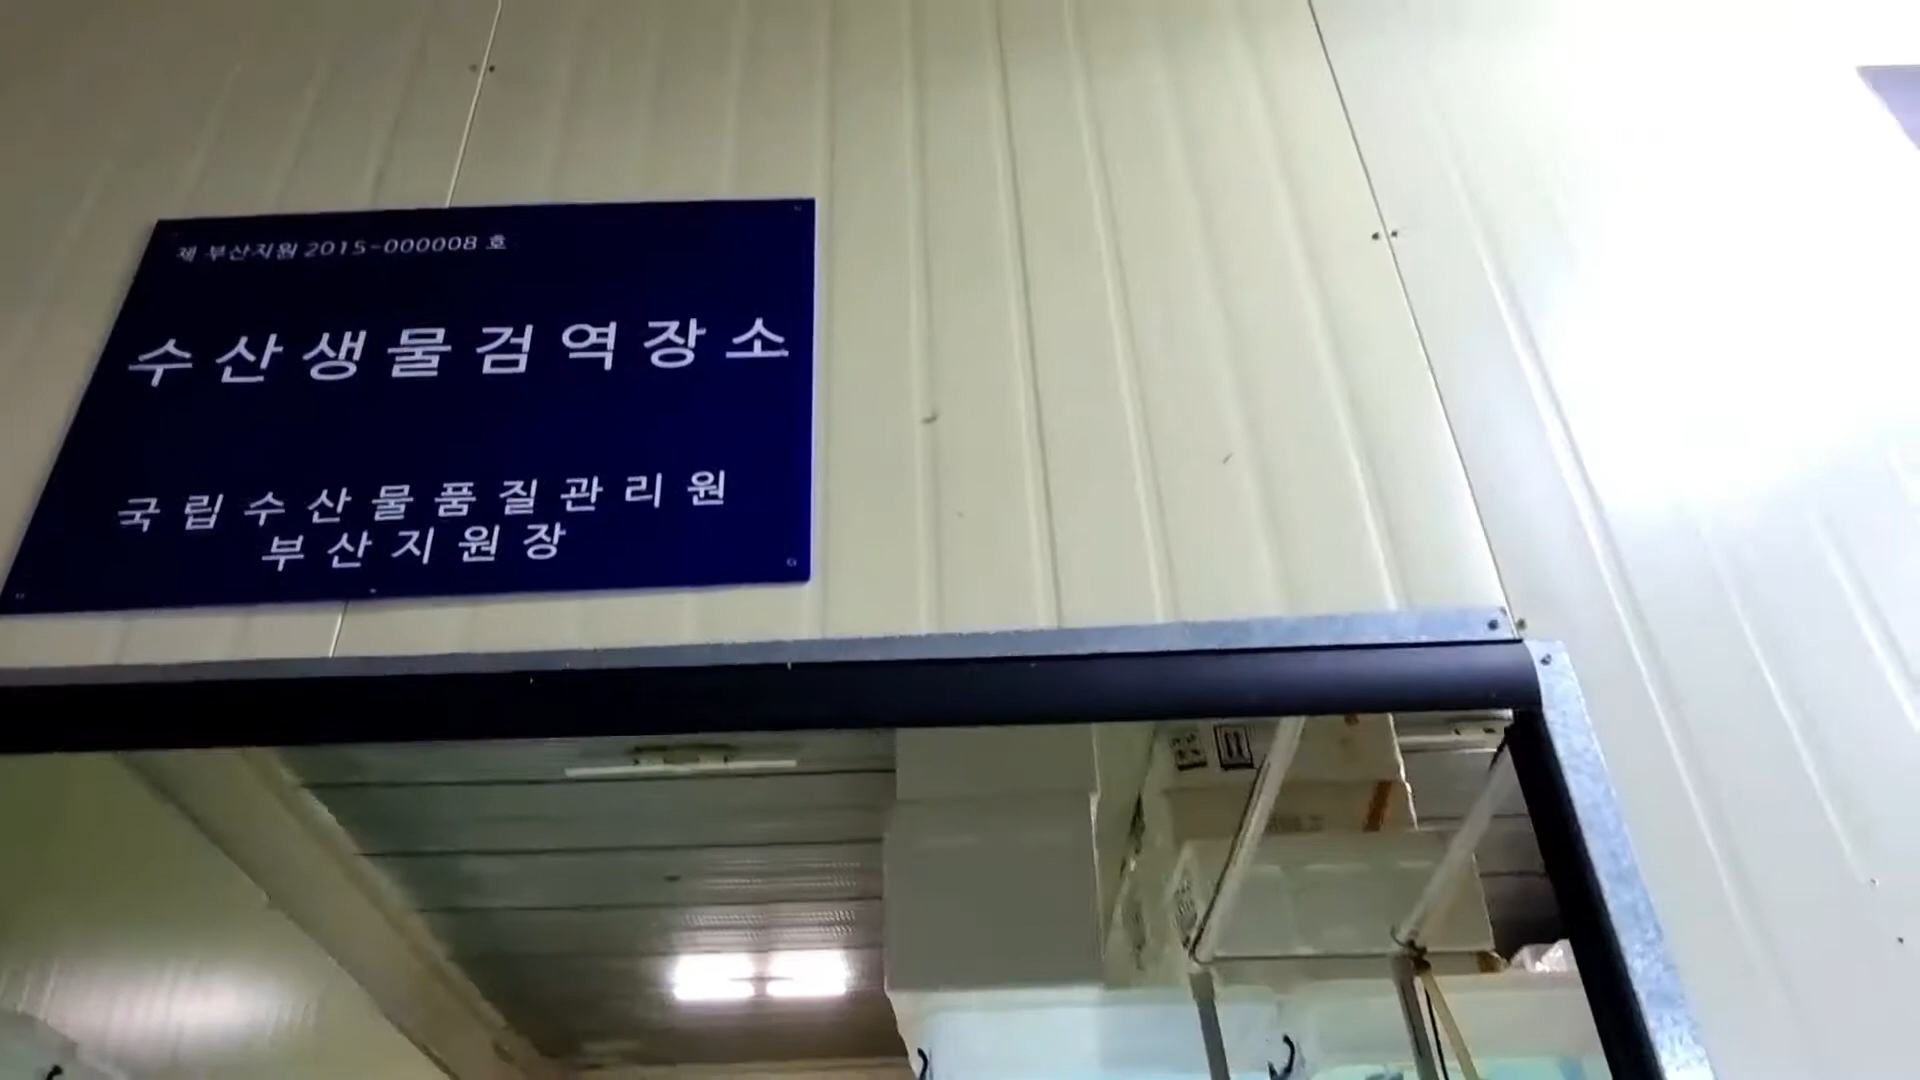 제 부산지원 2015-000008 호
수산생물검역장소
국립수산물품질관리원
부산지원장